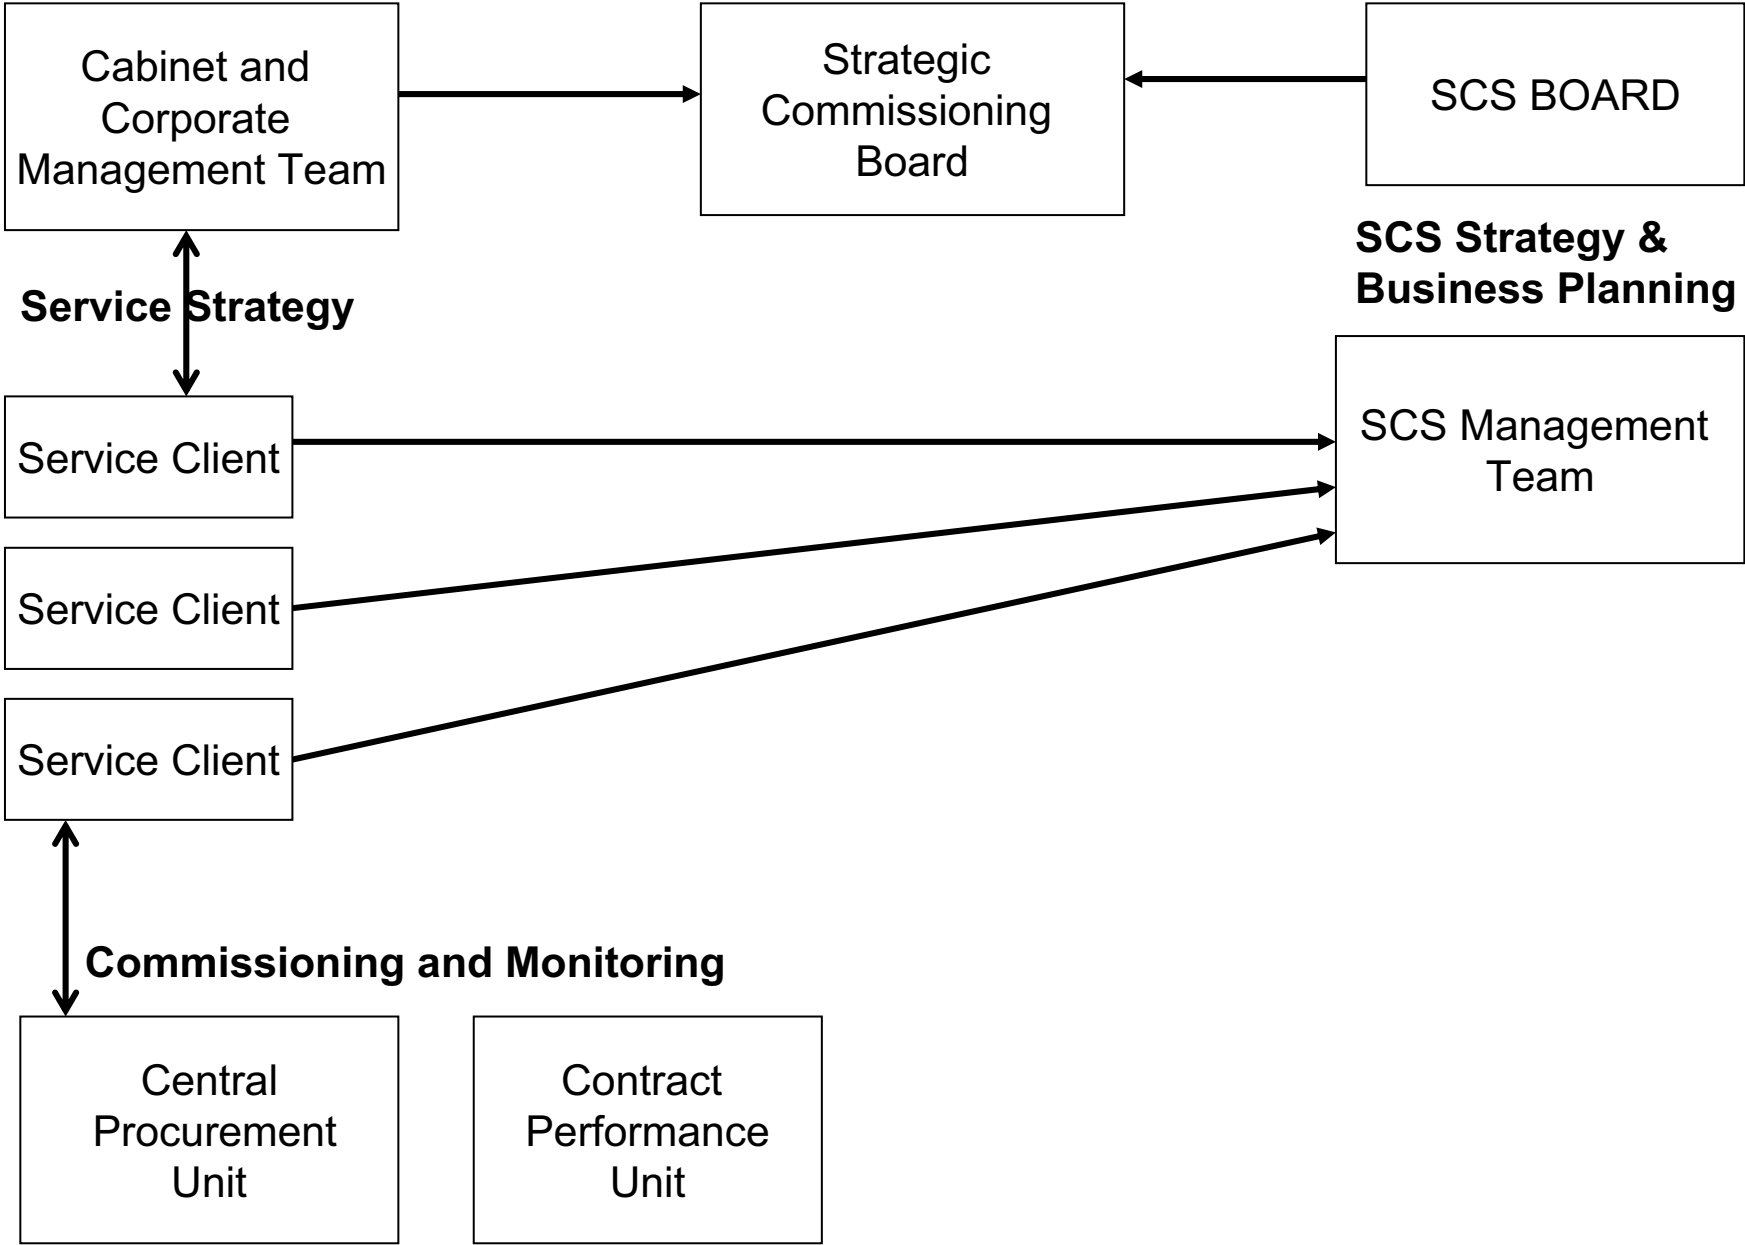 Cabinet and
Corporate
Management Team
Strategic
Commissioning
Board
SCS BOARD
SCS Strategy &
Business Planning
Service Strategy
SCS Management
Team
Service Client
Service Client
Service Client
Commissioning and Monitoring
Central
Procurement
Unit
Contract
Performance
Unit